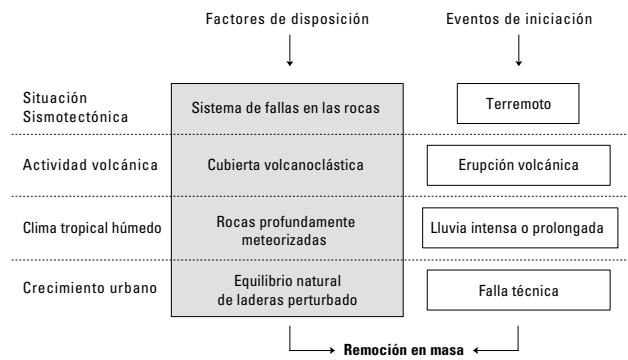 Factores de disposición
Eventos de iniciación
Situación
Sismotectónica
Sistema de fallas en las rocas
Terremoto
Actividad volcánica
Cubierta volcanoclástica
Erupción volcánica
Clima tropical húmedo
Rocas profundamente
meteorizadas
Lluvia intensa o prolongada
Crecimiento urbano
Equilibrio natural
de laderas perturbado
Falla técnica
Remoción en masa